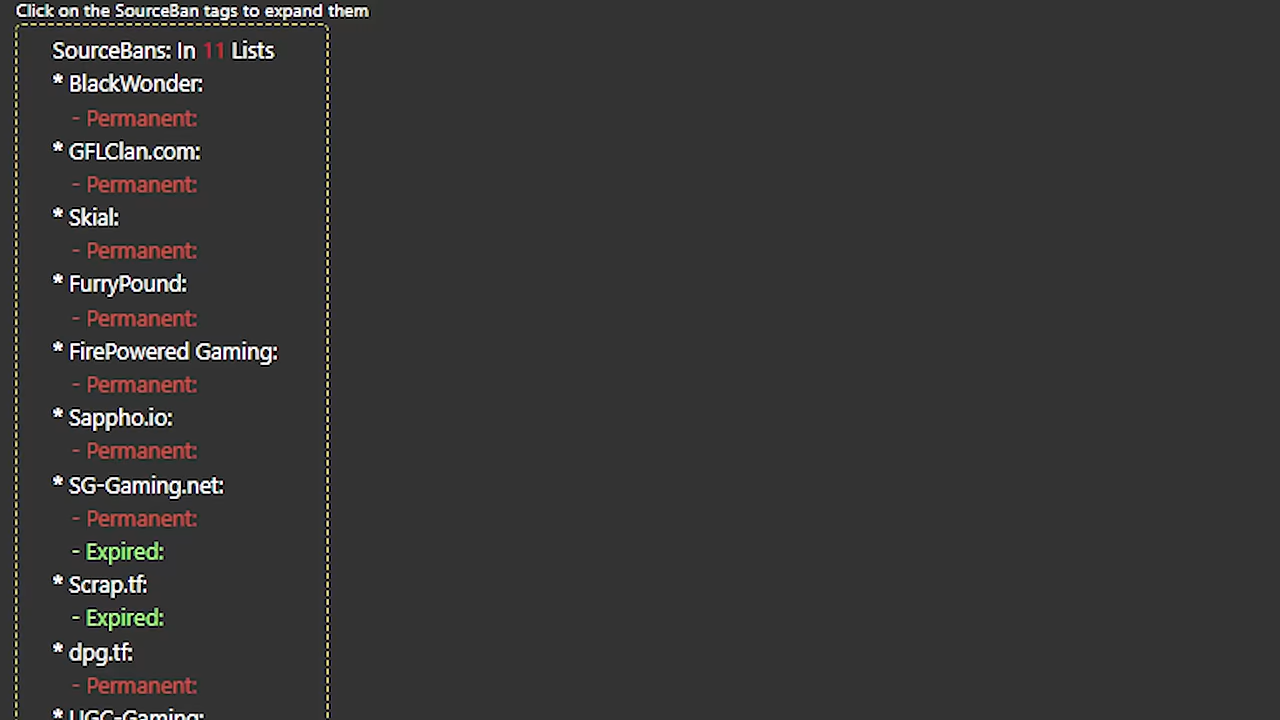 Click on the SourceBan tags to expand them
SourceBans: In 11 Lists
* BlackWonder:
- Permanent:
* GFLClan.com:
- Permanent:
* Skial:
- Permanent:
* FurryPound:
- Permanent:
* FirePowered Gaming:
- Permanent:
* Sappho.io:
- Permanent:
* SG-Gaming.net:
- Permanent:
- Expired:
* Scrap.tf:
- Expired:
* dpg.tf:
- Permanent:
* UGC-Gaming: